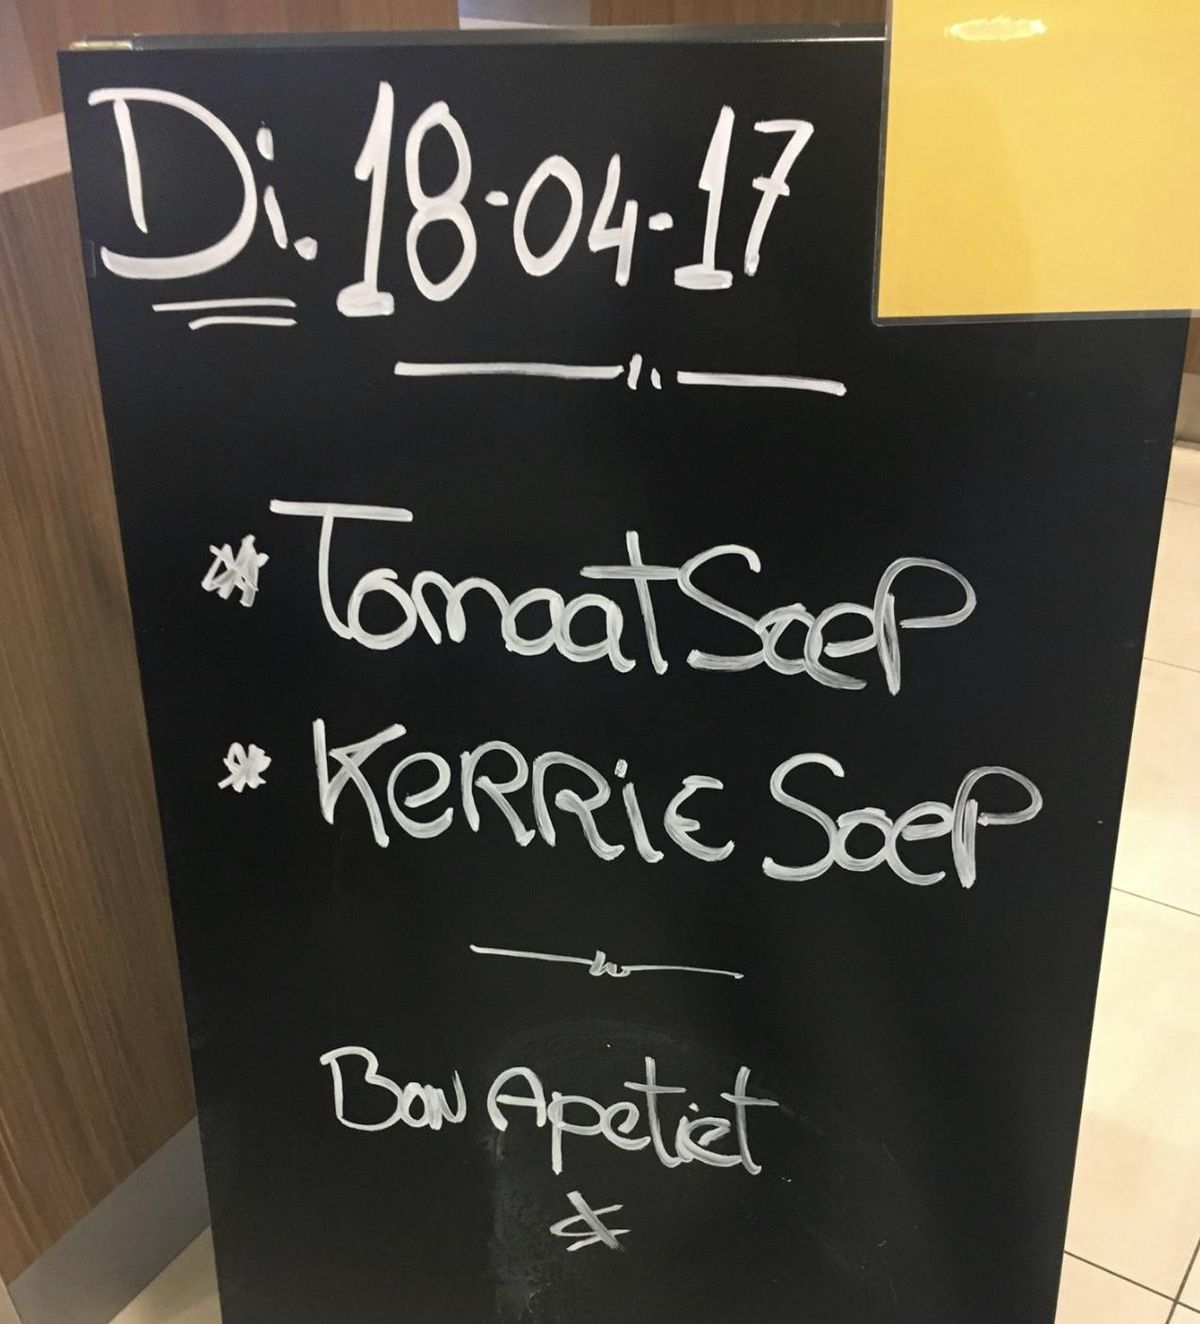 Di. 18-04-17
* TomaatSoep
* KERRiE Soep
Bon Apetiet